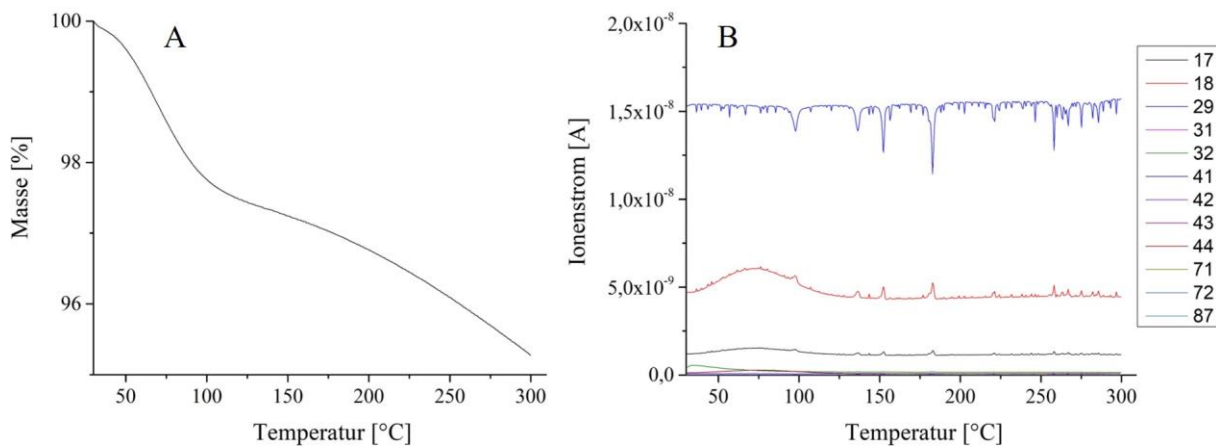 A
Masse [%]
100
98
96
50 100 150 200 250 300
Temperatur [°C]
B
Ionenstrom [A]
2,0x10⁻⁸
1,5x10⁻⁸
1,0x10⁻⁸
5,0x10⁻⁹
0,0
50 100 150 200 250 300
Temperatur [°C]
17
18
29
31
32
41
42
43
44
71
72
87